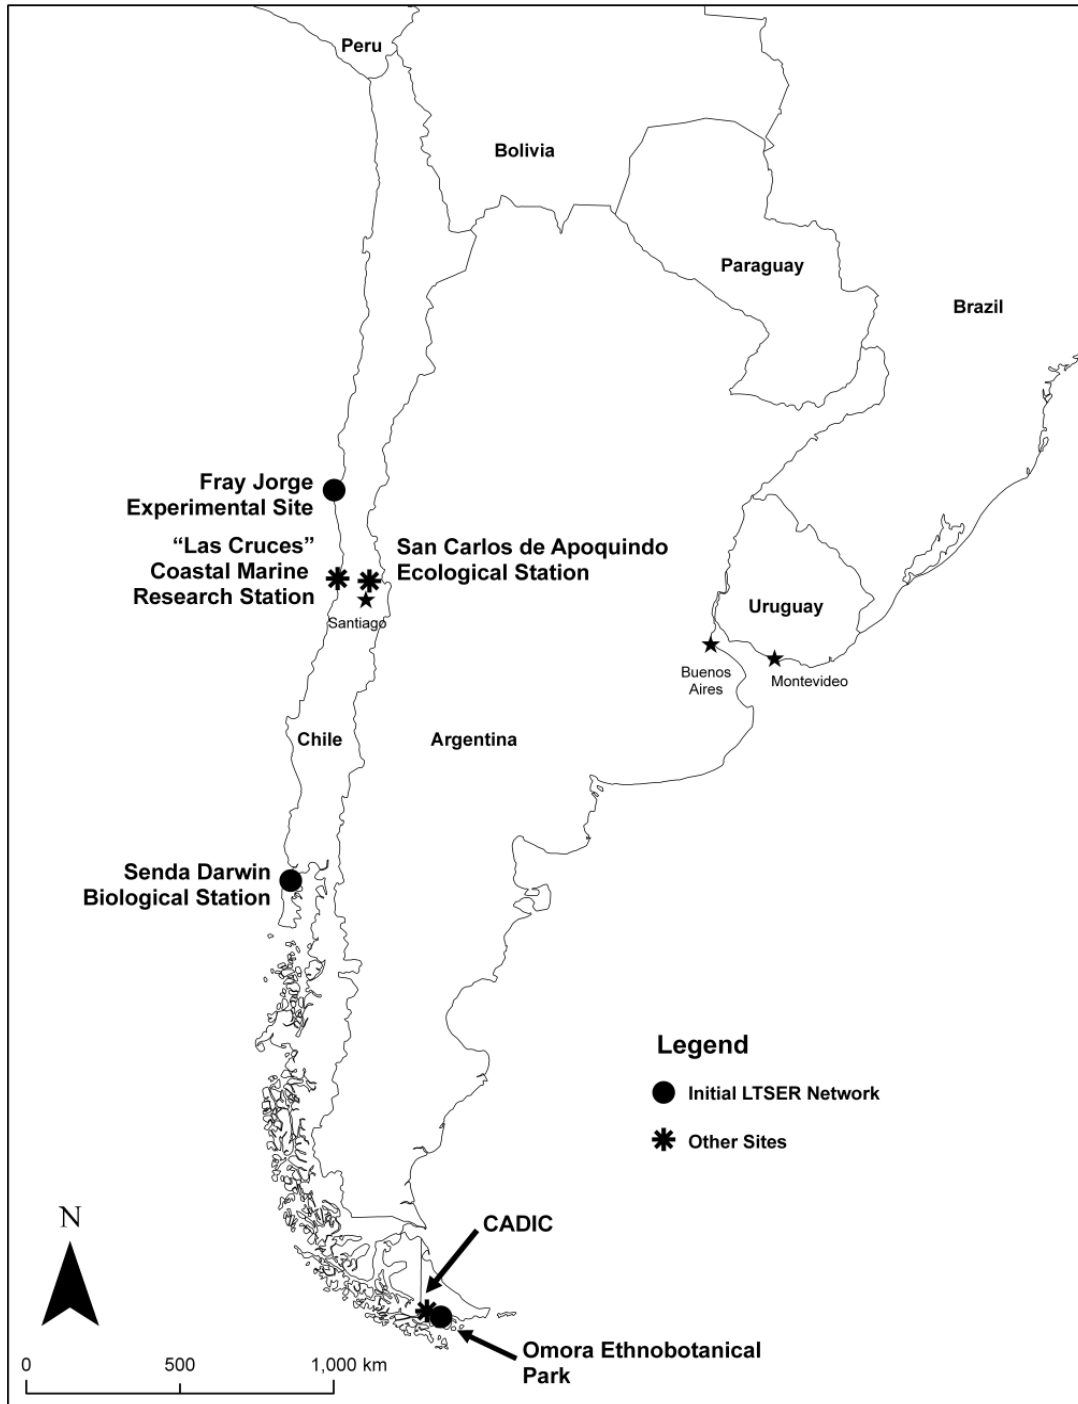 Peru
Bolivia
Paraguay
Brazil
Fray Jorge
Experimental Site
“Las Cruces”
Coastal Marine
Research Station
San Carlos de Apoquindo
Ecological Station
Santiago
Uruguay
Buenos
Aires
Montevideo
Chile
Argentina
Senda Darwin
Biological Station
Legend
Initial LTSER Network
Other Sites
N
CADIC
Omora Ethnobotanical
Park
0 500 1,000 km